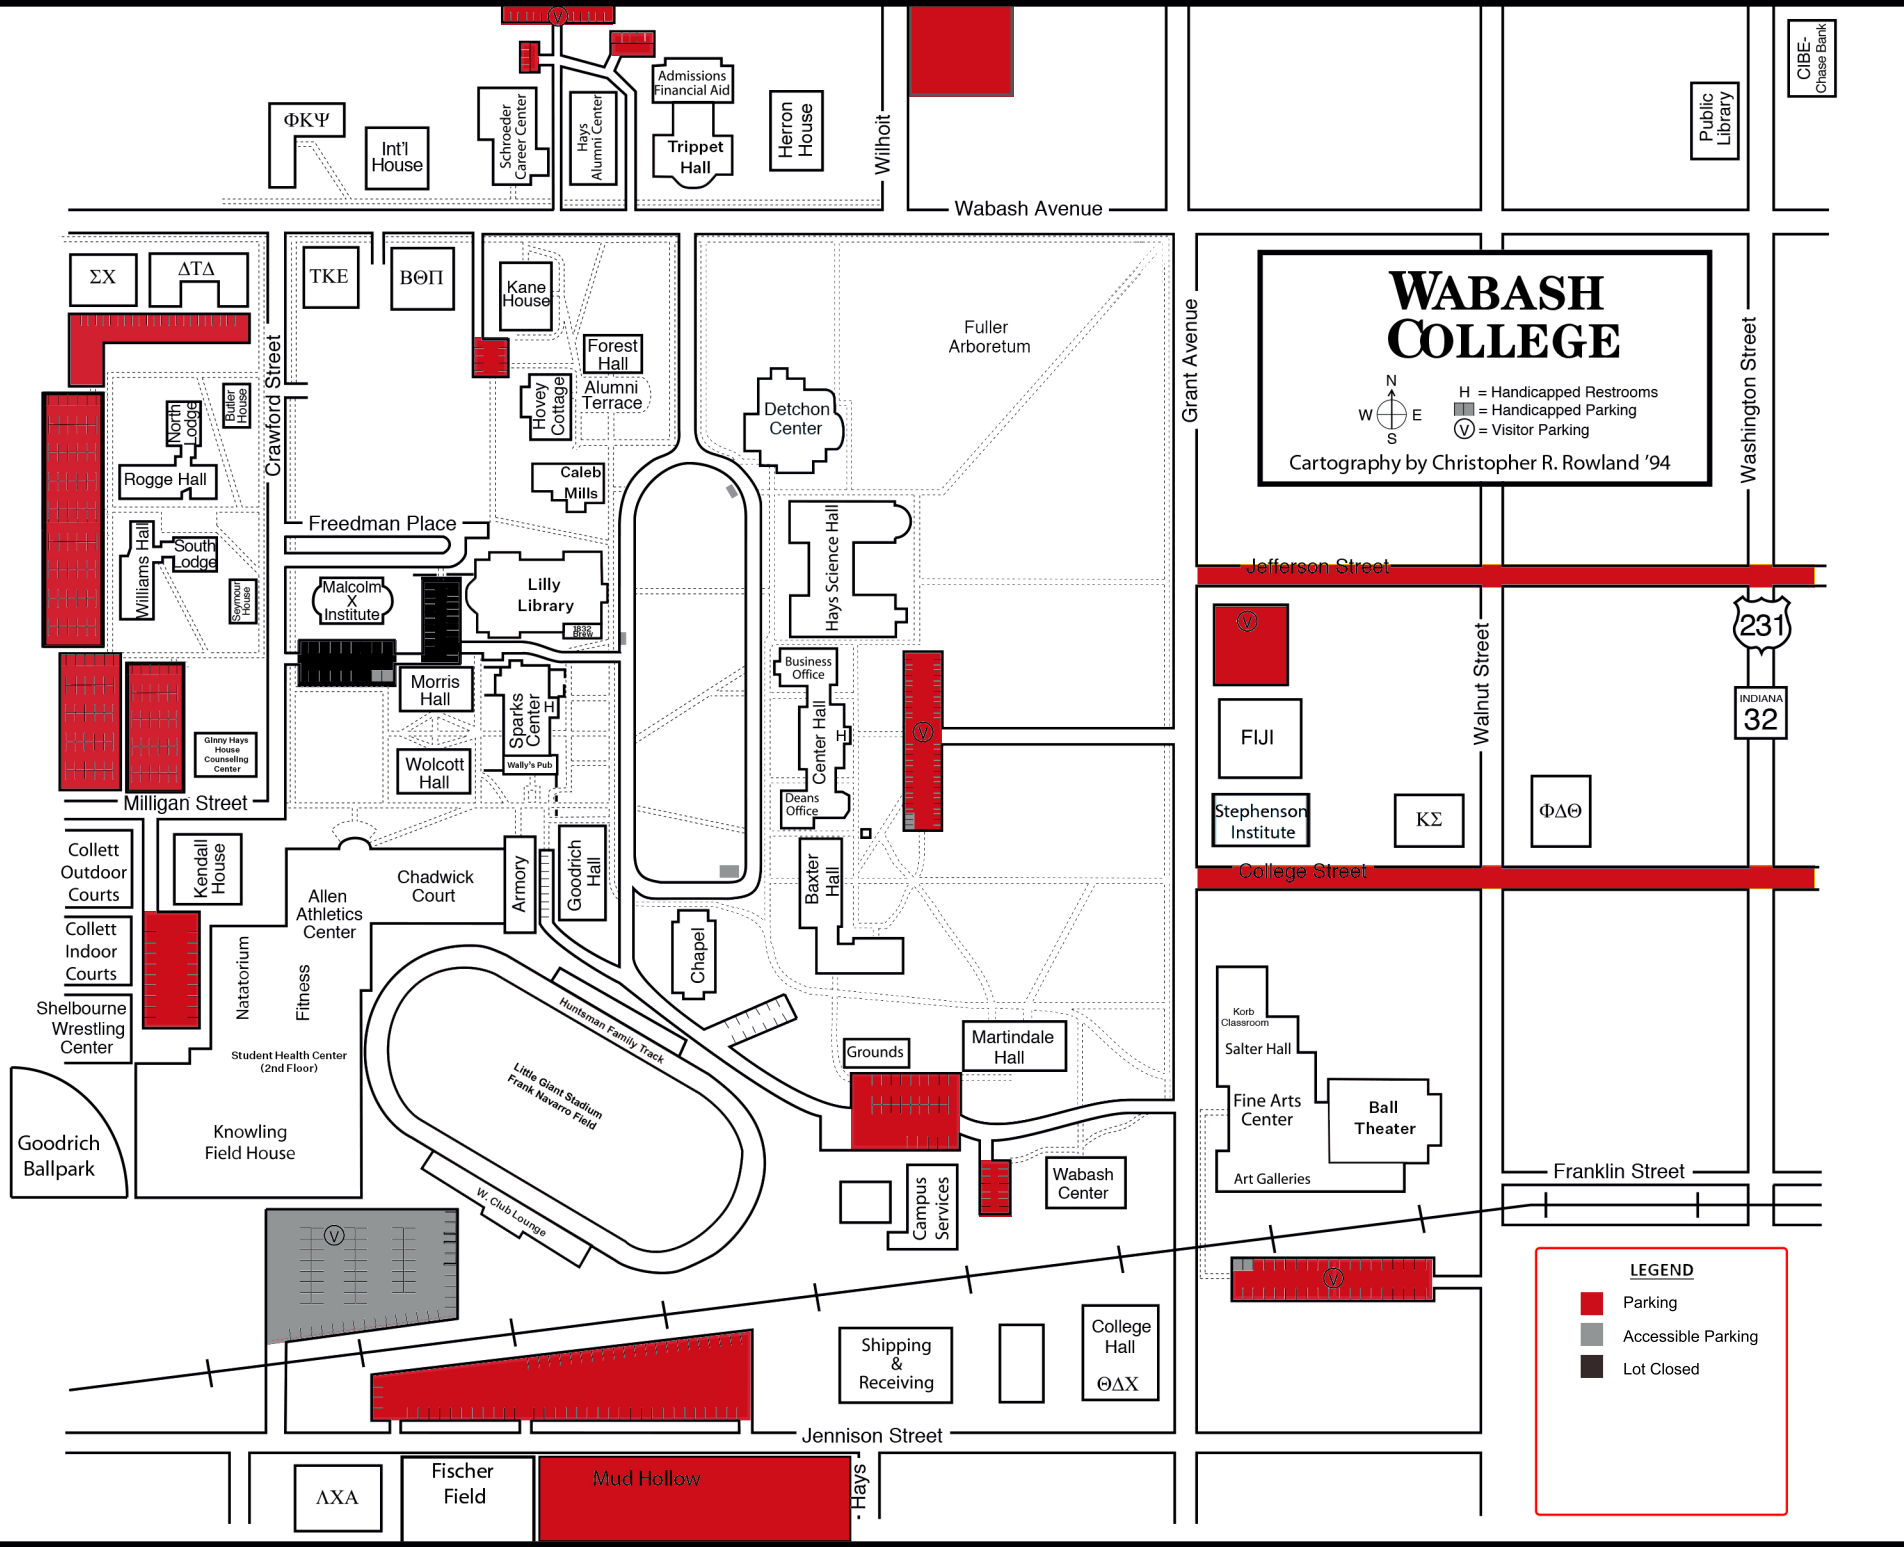 V
CIBE-
Chase Bank
Public
Library
Admissions
Financial Aid
Trippet
Hall
Herron
House
Wilhoit
ΦΚΨ
Int'l
House
Schroeder
Career Center
Hays
Alumni Center
Wabash Avenue
ΣΧ
ΔΤΔ
ΤΚΕ
ΒΘΠ
Kane
House
Forest
Hall
Alumni
Terrace
Hovey
Cottage
Caleb
Mills
Fuller
Arboretum
Detchon
Center
Grant Avenue
WABASH
COLLEGE
N
W E
S
H = Handicapped Restrooms
= Handicapped Parking
V = Visitor Parking
Cartography by Christopher R. Rowland '94
Washington Street
Crawford Street
Butler
House
North
Lodge
Rogge Hall
Williams Hall
South
Lodge
Seymour
House
Freedman Place
Malcolm
X
Institute
Lilly
Library
1832
Brew
Hays Science Hall
Jefferson Street
V
231
INDIANA
32
Walnut Street
FIJI
Stephenson
Institute
ΚΣ
ΦΔΘ
College Street
Morris
Hall
Sparks
Center
H
Wally's Pub
Wolcott
Hall
Business
Office
Center Hall
H
Deans
Office
V
Ginny Hays
House
Counseling
Center
Milligan Street
Collett
Outdoor
Courts
Kendall
House
Collett
Indoor
Courts
Shelbourne
Wrestling
Center
Allen
Athletics
Center
Chadwick
Court
Armory
Goodrich
Hall
Baxter
Hall
Chapel
Natatorium
Fitness
Student Health Center
(2nd Floor)
Knowling
Field House
Goodrich
Ballpark
Huntsman Family Track
Little Giant Stadium
Frank Navarro Field
W. Club Lounge
Grounds
Martindale
Hall
Campus
Services
Wabash
Center
Korb
Classroom
Salter Hall
Fine Arts
Center
Ball
Theater
Art Galleries
Franklin Street
V
V
LEGEND
Parking
Accessible Parking
Lot Closed
Shipping
&
Receiving
College
Hall
ΘΔΧ
Jennison Street
ΛΧΑ
Fischer
Field
Mud Hollow
Hays